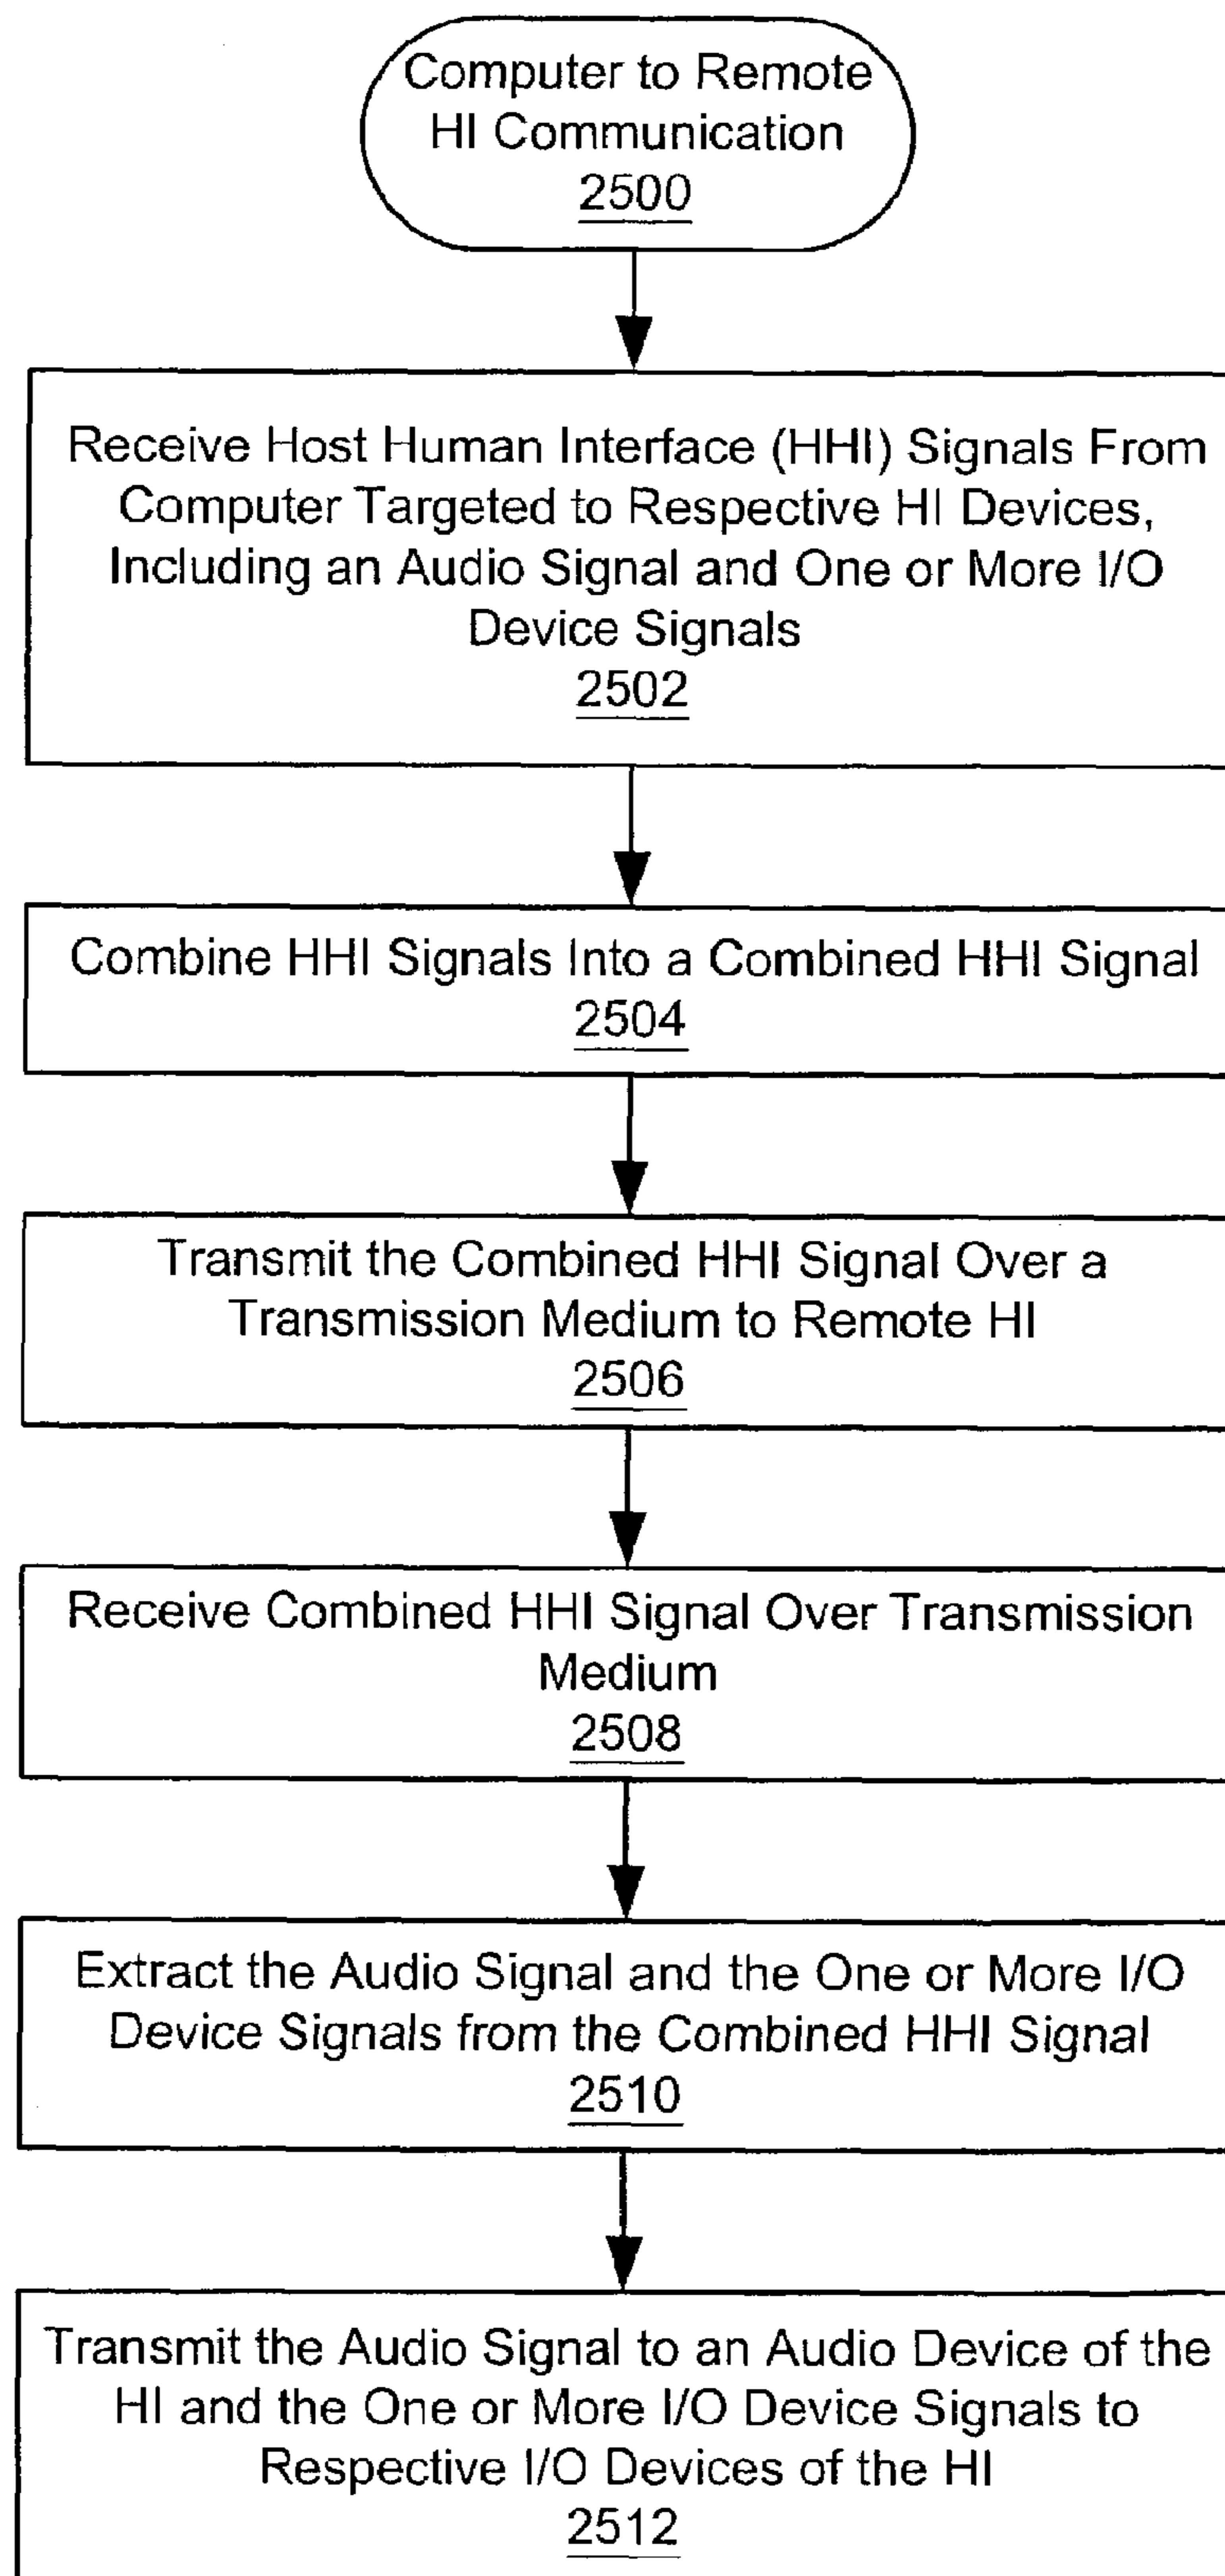 Computer to Remote
HI Communication
2500
Receive Host Human Interface (HHI) Signals From
Computer Targeted to Respective HI Devices,
Including an Audio Signal and One or More I/O
Device Signals
2502
Combine HHI Signals Into a Combined HHI Signal
2504
Transmit the Combined HHI Signal Over a
Transmission Medium to Remote HI
2506
Receive Combined HHI Signal Over Transmission
Medium
2508
Extract the Audio Signal and the One or More I/O
Device Signals from the Combined HHI Signal
2510
Transmit the Audio Signal to an Audio Device of the
HI and the One or More I/O Device Signals to
Respective I/O Devices of the HI
2512